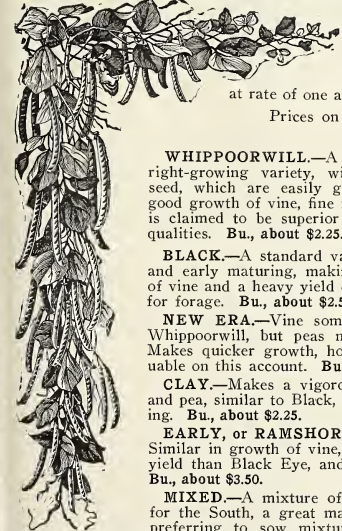 at rate of one a
Prices on
WHIPPOORWILL.—A
right-growing variety, wi
seed, which are easily g
good growth of vine, fine
is claimed to be superior
qualities. Bu., about $2.25.
BLACK.—A standard va
and early maturing, maki
of vine and a heavy yield
for forage. Bu., about $2.5
NEW ERA.—Vine som
Whippoorwill, but peas n
Makes quicker growth, ho
uable on this account. Bu
CLAY.—Makes a vigoro
and pea, similar to Black,
ing. Bu., about $2.25.
EARLY, or RAMSHOR
Similar in growth of vine,
yield than Black Eye, and
Bu., about $3.50.
MIXED.—A mixture of
for the South, a great ma
preferring to sow mixtu